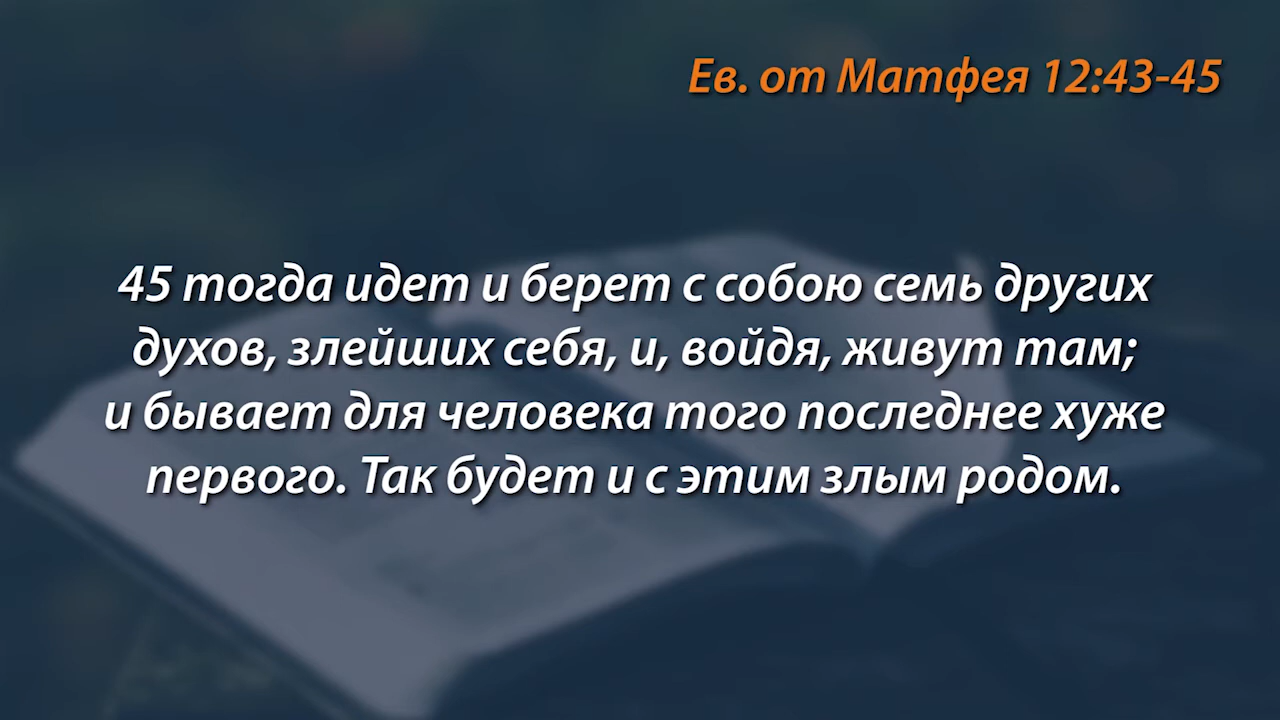 Ев. от Матфея 12:43-45
45 тогда идет и берет с собою семь других
духов, злейших себя, и, войдя, живут там;
и бывает для человека того последнее хуже
первого. Так будет и с этим злым родом.